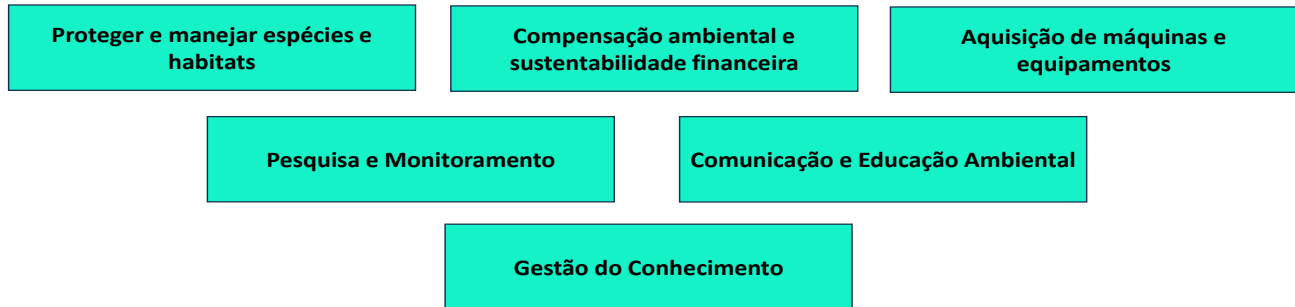 Proteger e manejar espécies e
habitats
Compensação ambiental e
sustentabilidade financeira
Aquisição de máquinas e
equipamentos
Pesquisa e Monitoramento
Comunicação e Educação Ambiental
Gestão do Conhecimento